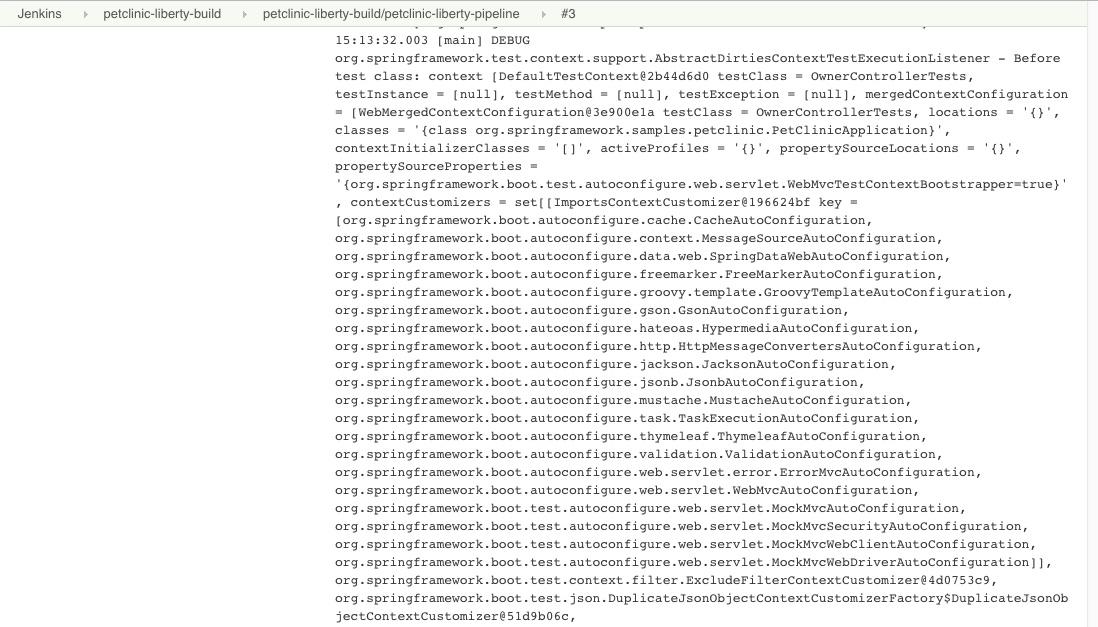 Jenkins petclinic-liberty-build petclinic-liberty-build/petclinic-liberty-pipeline #3
15:13:32.003 [main] DEBUG
org.springframework.test.context.support.AbstractDirtiesContextTestExecutionListener - Before
test class: context [DefaultTestContext@2b44d6d0 testClass = OwnerControllerTests,
testInstance = [null], testMethod = [null], testException = [null], mergedContextConfiguration
= [WebMergedContextConfiguration@3e900e1a testClass = OwnerControllerTests, locations = '{}',
classes = '{class org.springframework.samples.petclinic.PetClinicApplication}',
contextInitializerClasses = '[]', activeProfiles = '{}', propertySourceLocations = '{}',
propertySourceProperties =
'{org.springframework.boot.test.autoconfigure.web.servlet.WebMvcTestContextBootstrapper=true}'
, contextCustomizers = set[[ImportsContextCustomizer@196624bf key =
[org.springframework.boot.autoconfigure.cache.CacheAutoConfiguration,
org.springframework.boot.autoconfigure.context.MessageSourceAutoConfiguration,
org.springframework.boot.autoconfigure.data.web.SpringDataWebAutoConfiguration,
org.springframework.boot.autoconfigure.freemarker.FreeMarkerAutoConfiguration,
org.springframework.boot.autoconfigure.groovy.template.GroovyTemplateAutoConfiguration,
org.springframework.boot.autoconfigure.gson.GsonAutoConfiguration,
org.springframework.boot.autoconfigure.hateoas.HypermediaAutoConfiguration,
org.springframework.boot.autoconfigure.http.HttpMessageConvertersAutoConfiguration,
org.springframework.boot.autoconfigure.jackson.JacksonAutoConfiguration,
org.springframework.boot.autoconfigure.jsonb.JsonbAutoConfiguration,
org.springframework.boot.autoconfigure.mustache.MustacheAutoConfiguration,
org.springframework.boot.autoconfigure.task.TaskExecutionAutoConfiguration,
org.springframework.boot.autoconfigure.thymeleaf.ThymeleafAutoConfiguration,
org.springframework.boot.autoconfigure.validation.ValidationAutoConfiguration,
org.springframework.boot.autoconfigure.web.servlet.error.ErrorMvcAutoConfiguration,
org.springframework.boot.autoconfigure.web.servlet.WebMvcAutoConfiguration,
org.springframework.boot.test.autoconfigure.web.servlet.MockMvcAutoConfiguration,
org.springframework.boot.test.autoconfigure.web.servlet.MockMvcSecurityAutoConfiguration,
org.springframework.boot.test.autoconfigure.web.servlet.MockMvcWebClientAutoConfiguration,
org.springframework.boot.test.autoconfigure.web.servlet.MockMvcWebDriverAutoConfiguration]],
org.springframework.boot.test.context.filter.ExcludeFilterContextCustomizer@4d0753c9,
org.springframework.boot.test.json.DuplicateJsonObjectContextCustomizerFactory$DuplicateJsonOb
jectContextCustomizer@51d9b06c,